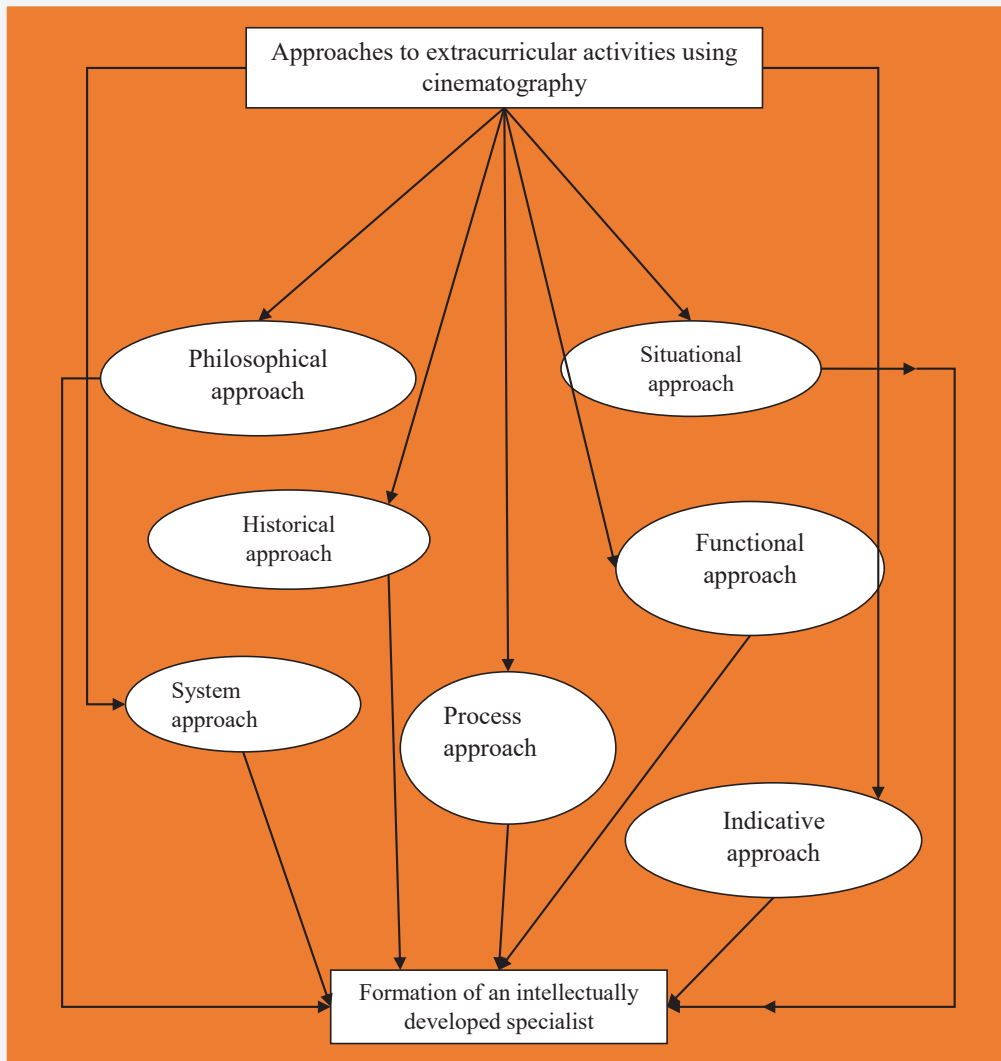 Approaches to extracurricular activities using
cinematography
Philosophical
approach
Situational
approach
Historical
approach
Functional
approach
System
approach
Process
approach
Indicative
approach
Formation of an intellectually
developed specialist